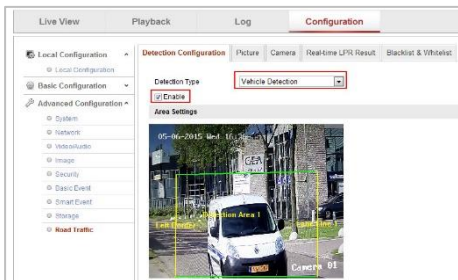 Live View Playback Log Configuration
Local Configuration
Local Configuration
Basic Configuration
Advanced Configuration
System
Network
Video/Audio
Image
Security
Basic Event
Smart Event
Storage
Road Traffic
Detection Configuration Picture Camera Real-time LPR Result Blacklist & Whitelist
Detection Type Vehicle Detection
Enable
Area Settings
05-06-2015 Wed
GEA
Detection Area 1
Camera 01